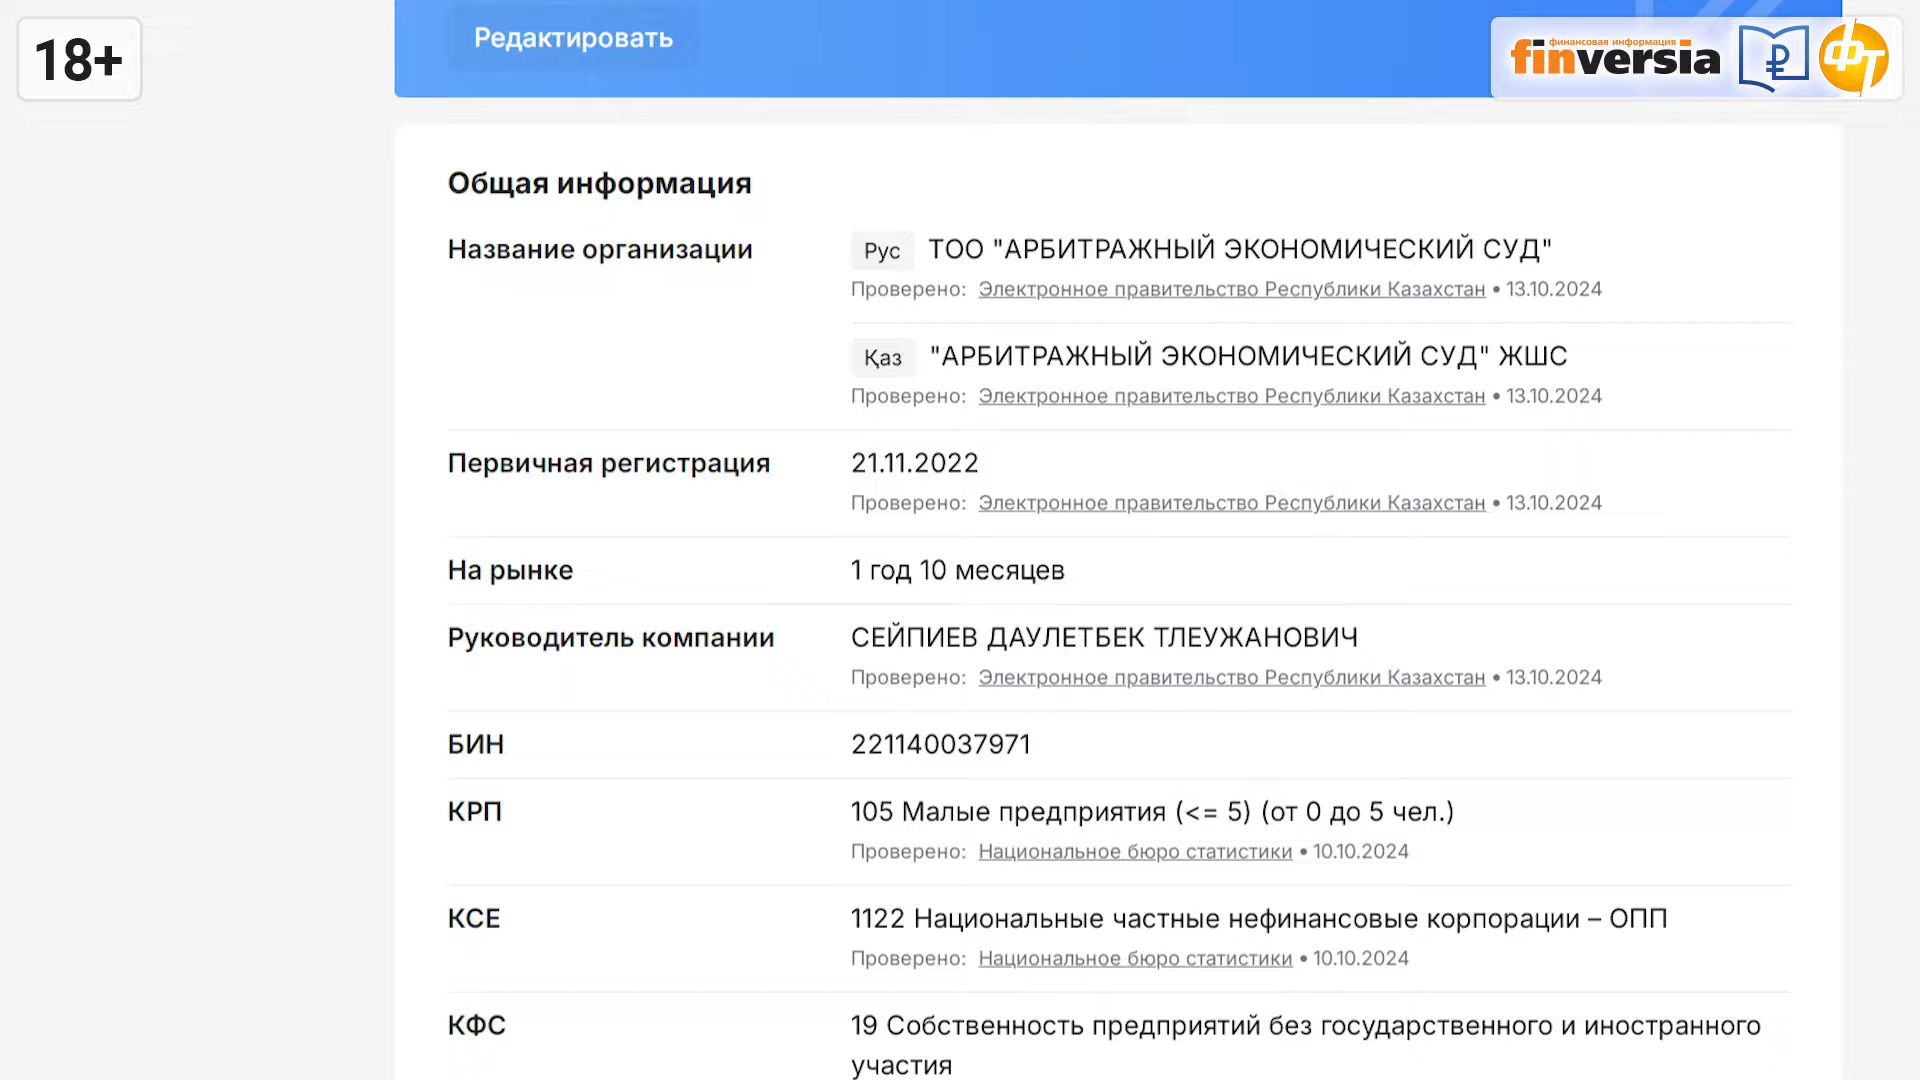 18+
Редактировать
финансовая информация
finversia
ФТ
Общая информация
Название организации
Рус ТОО "АРБИТРАЖНЫЙ ЭКОНОМИЧЕСКИЙ СУД"
Проверено: Электронное правительство Республики Казахстан • 13.10.2024
Қаз "АРБИТРАЖНЫЙ ЭКОНОМИЧЕСКИЙ СУД" ЖШС
Проверено: Электронное правительство Республики Казахстан • 13.10.2024
Первичная регистрация 21.11.2022
Проверено: Электронное правительство Республики Казахстан • 13.10.2024
На рынке 1 год 10 месяцев
Руководитель компании СЕЙПИЕВ ДАУЛЕТБЕК ТЛЕУЖАНОВИЧ
Проверено: Электронное правительство Республики Казахстан • 13.10.2024
БИН 221140037971
КРП 105 Малые предприятия (<= 5) (от 0 до 5 чел.)
Проверено: Национальное бюро статистики • 10.10.2024
КСЕ 1122 Национальные частные нефинансовые корпорации – ОПП
Проверено: Национальное бюро статистики • 10.10.2024
КФС 19 Собственность предприятий без государственного и иностранного
участия